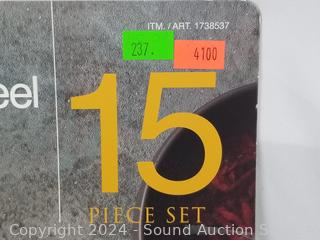 ITM. / ART. 1738537
237.
4100
eel
15
PIECE SET
Copyright 2024 - Sound Auction S